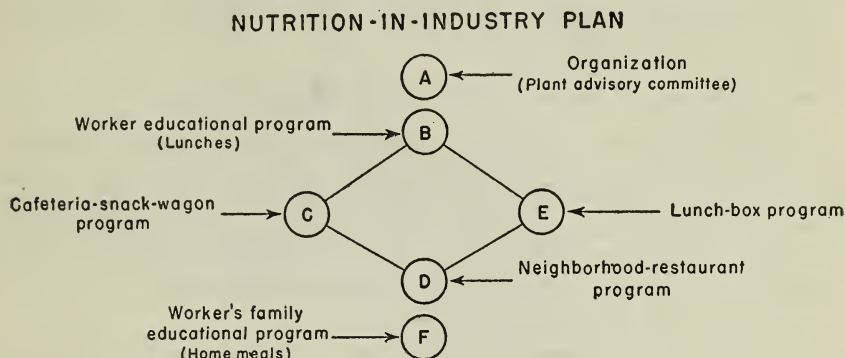 NUTRITION-IN-INDUSTRY PLAN
A
Organization
(Plant advisory committee)
Worker educational program
(Lunches)
B
Cafeteria-snack-wagon
program
C
E
Lunch-box program
D
Neighborhood-restaurant
program
Worker's family
educational program
(Home meals)
F